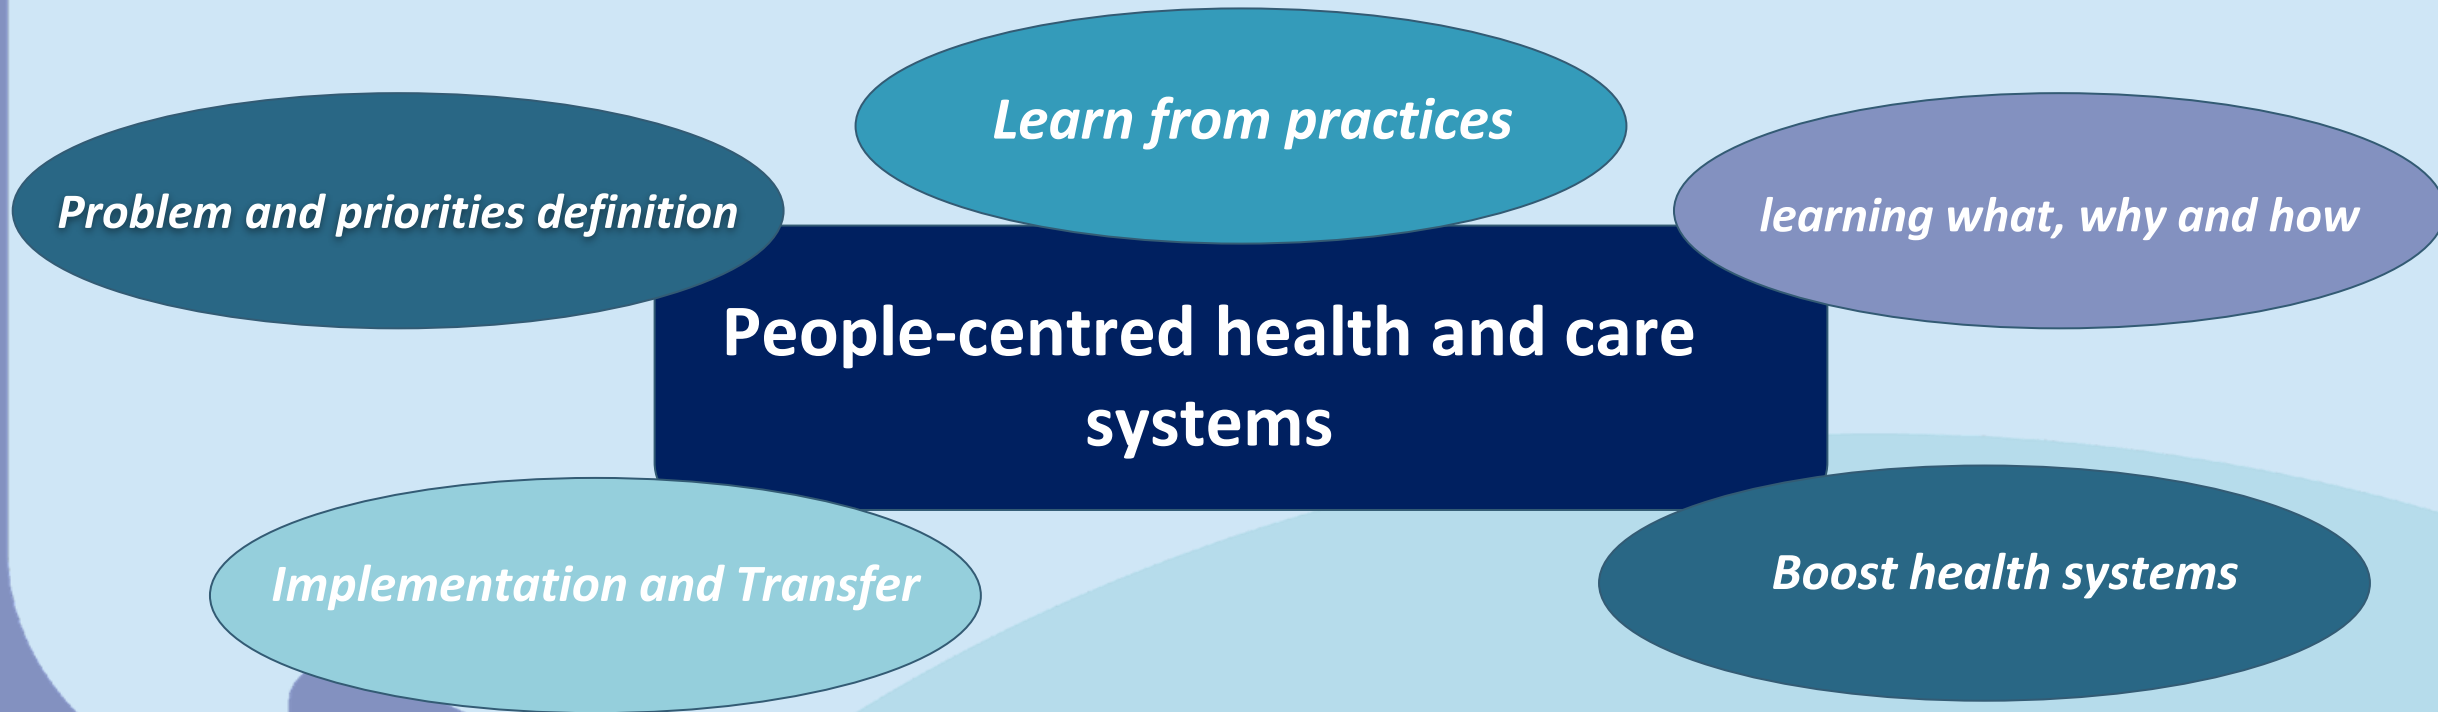 Learn from practices
Problem and priorities definition
learning what, why and how
People-centred health and care
systems
Implementation and Transfer
Boost health systems